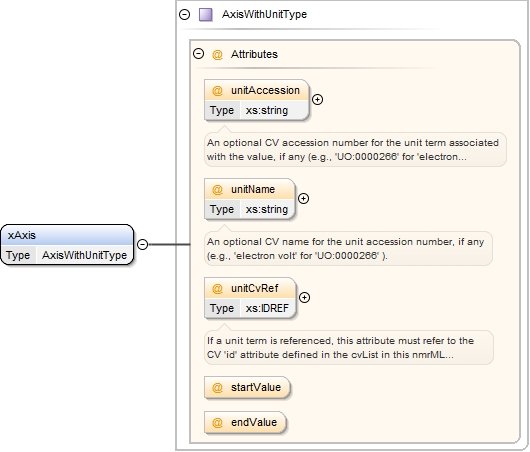 AxisWithUnitType
@ Attributes
@ unitAccession
Type xs:string
An optional CV accession number for the unit term associated
with the value, if any (e.g., 'UO:0000266' for 'electron...
@ unitName
Type xs:string
An optional CV name for the unit accession number, if any
(e.g., 'electron volt' for 'UO:0000266' ).
xAxis
Type AxisWithUnitType
@ unitCvRef
Type xs:IDREF
If a unit term is referenced, this attribute must refer to the
CV 'id' attribute defined in the cvList in this nmrML...
@ startValue
@ endValue